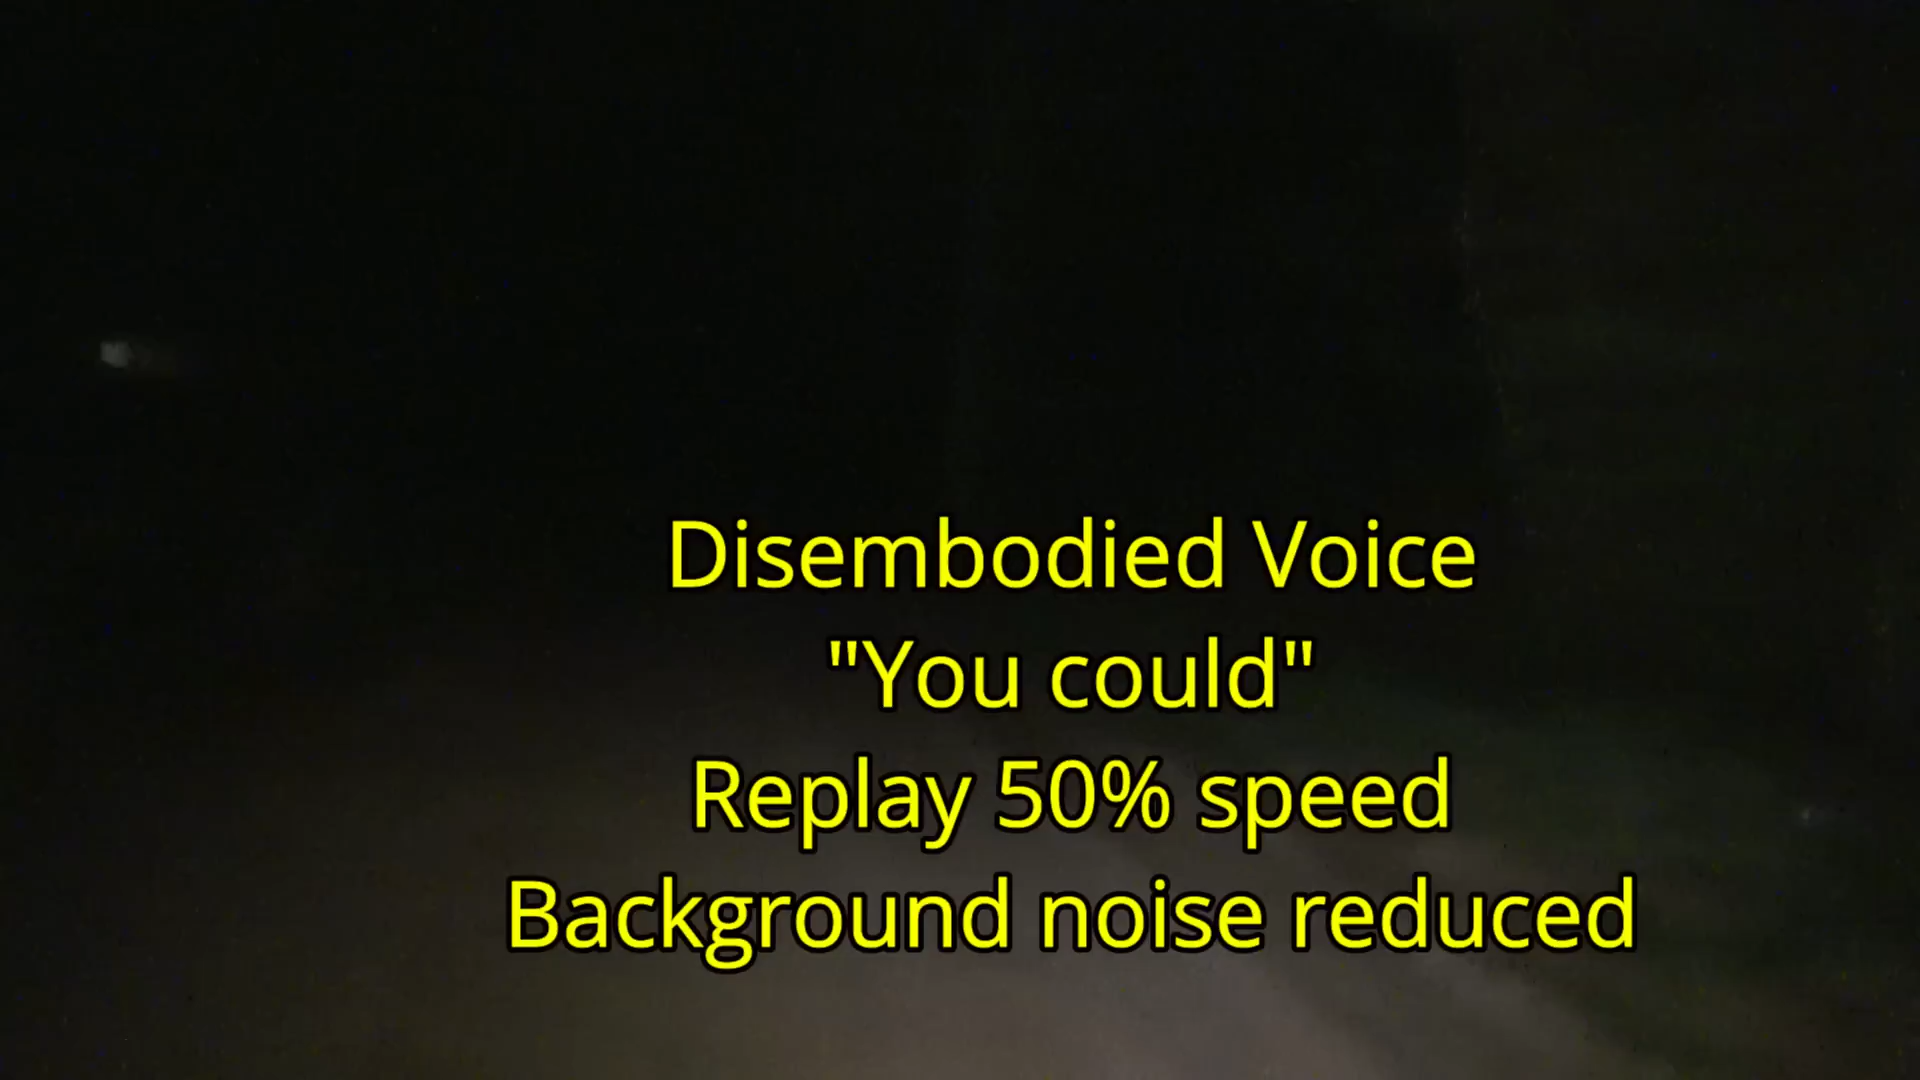 Disembodied Voice
"You could"
Replay 50% speed
Background noise reduced